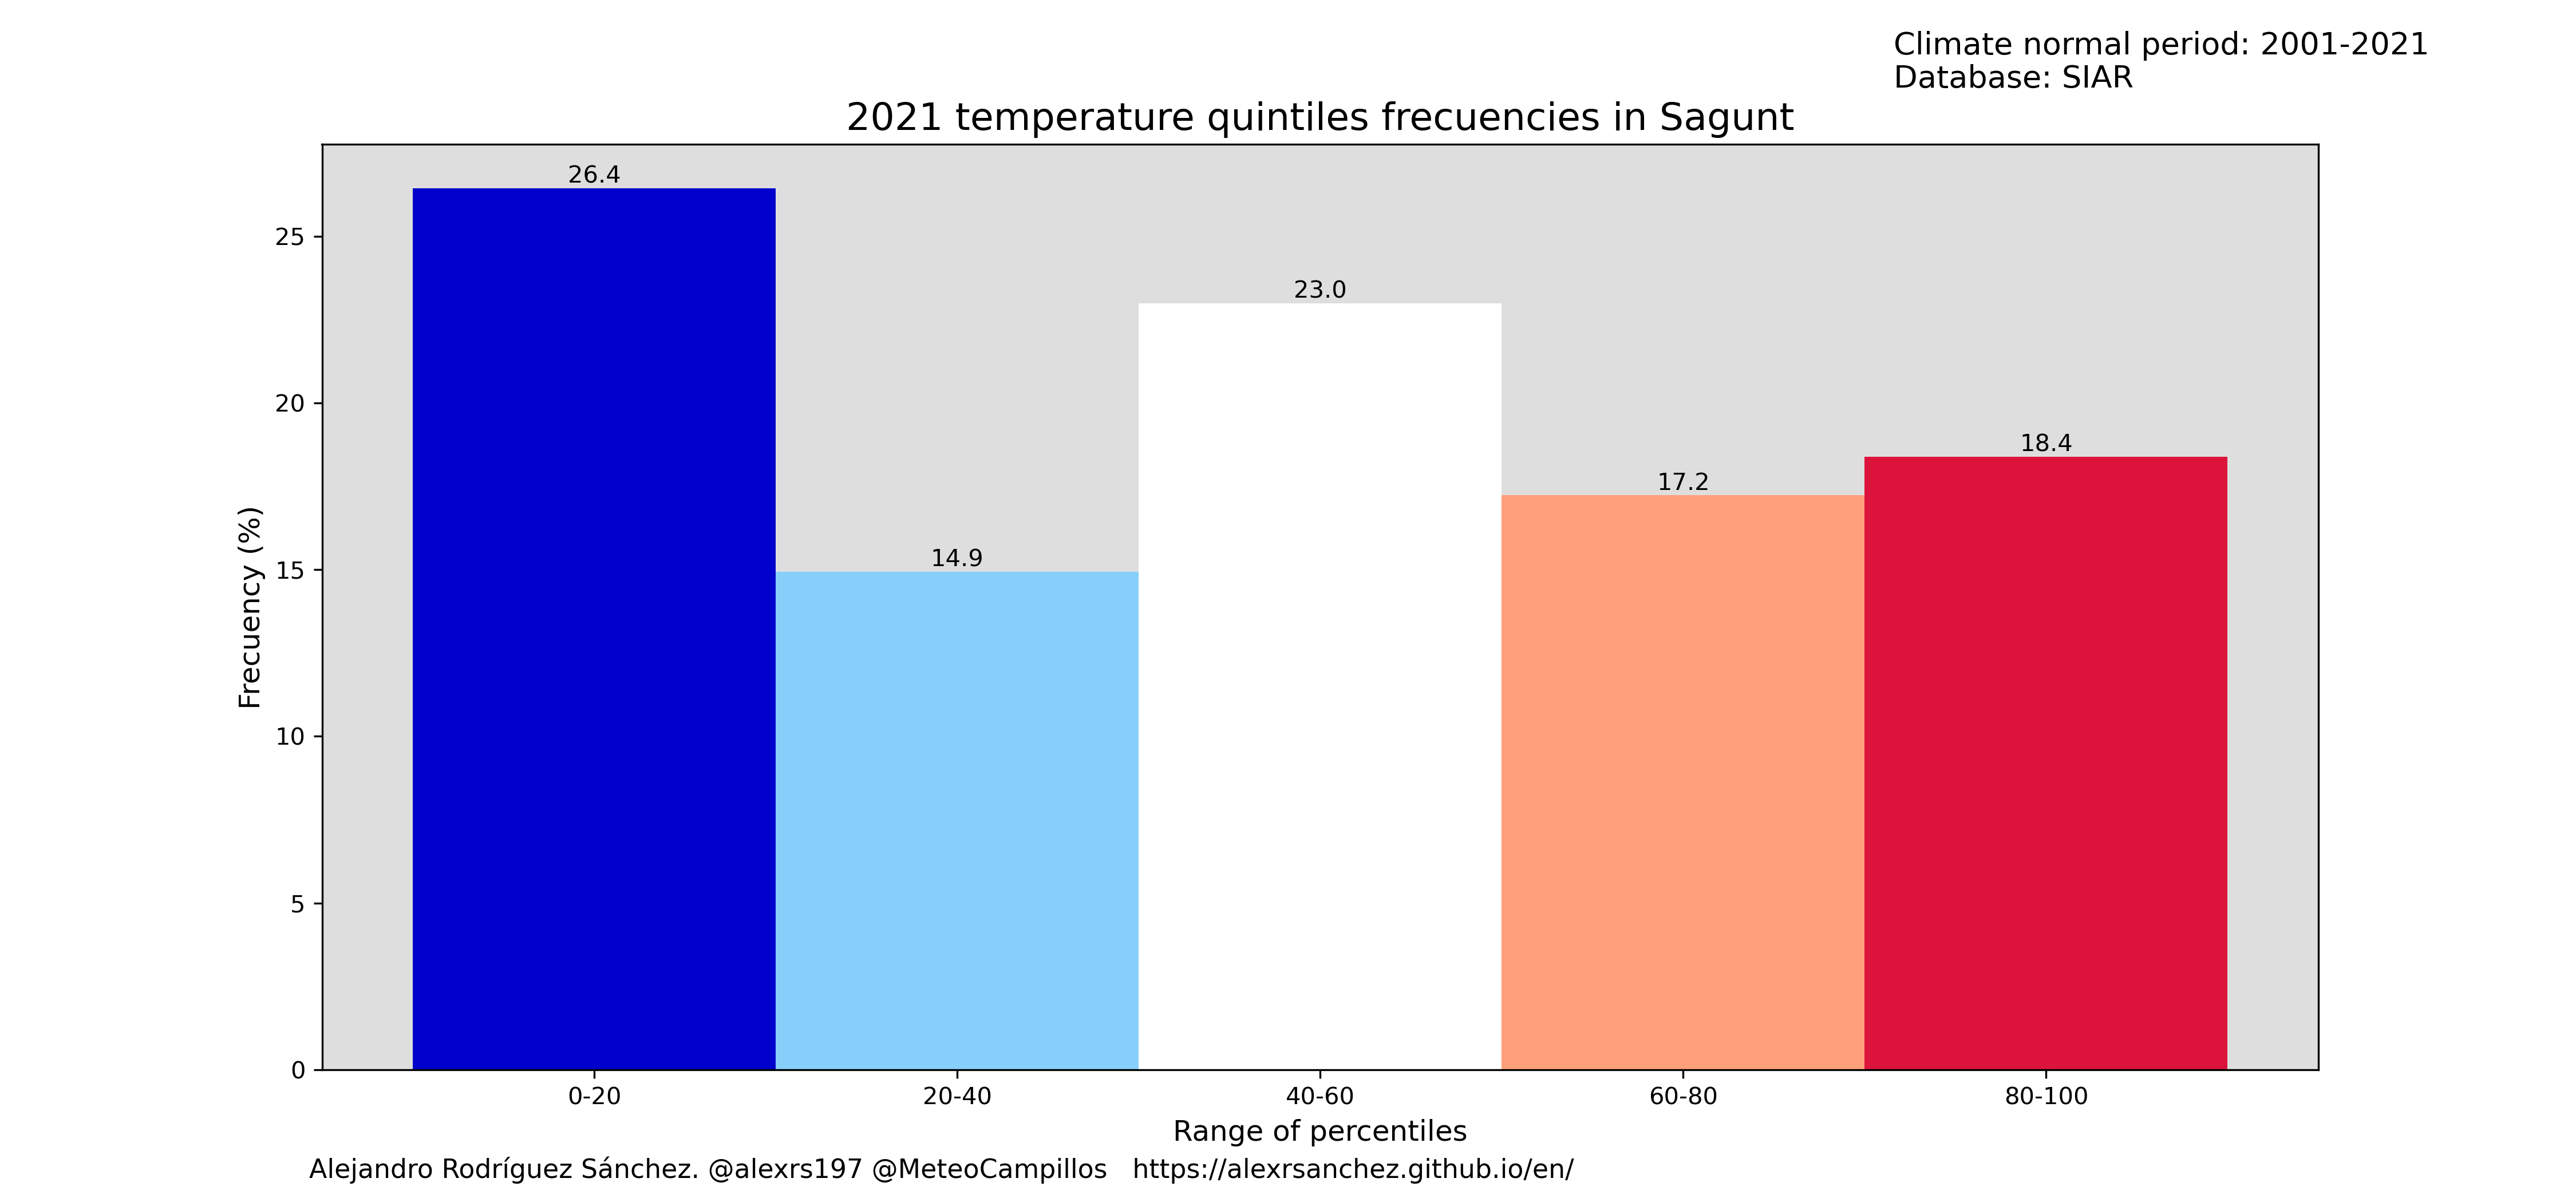 Climate normal period: 2001-2021
Database: SIAR
2021 temperature quintiles frecuencies in Sagunt
26.4
14.9
23.0
17.2
18.4
Frecuency (%)
25
20
15
10
5
0
0-20
20-40
40-60
60-80
80-100
Range of percentiles
Alejandro Rodríguez Sánchez. @alexrs197 @MeteoCampillos   https://alexrsanchez.github.io/en/